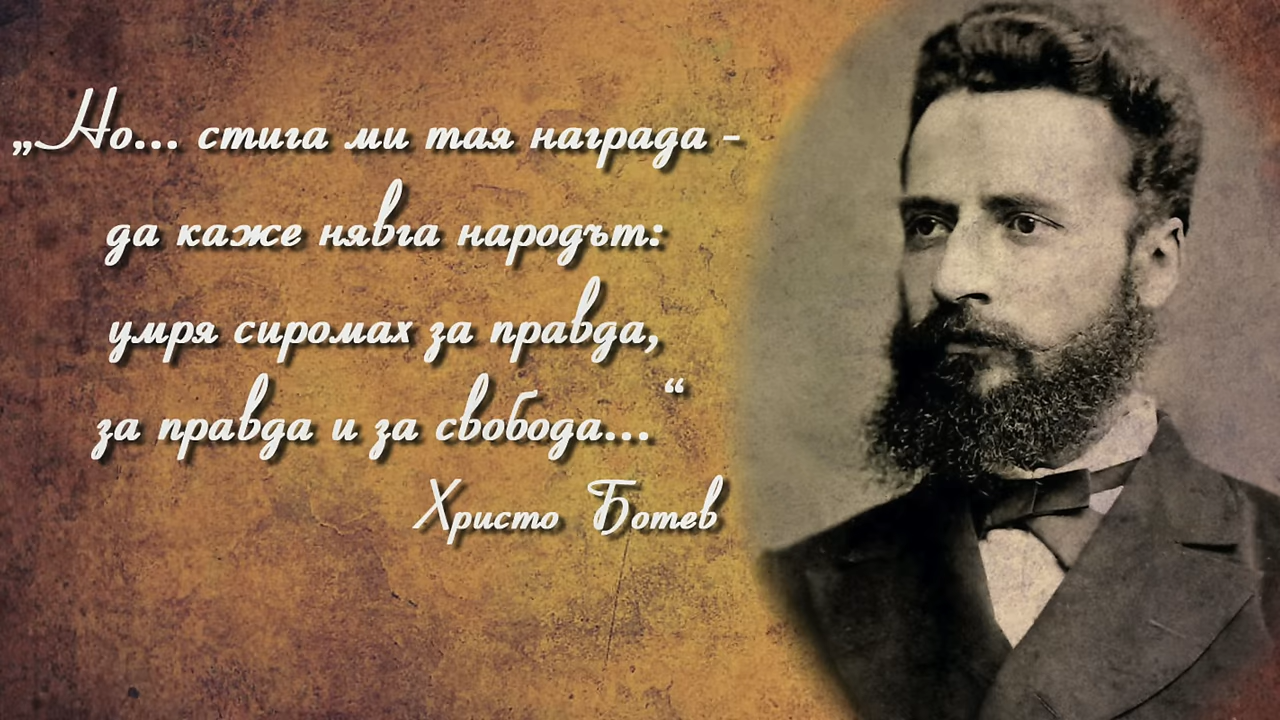 „Но... стига ми тая награда -
да каже нявга народът:
умря сиромах за правда,
за правда и за свобода... “
Христо Ботев